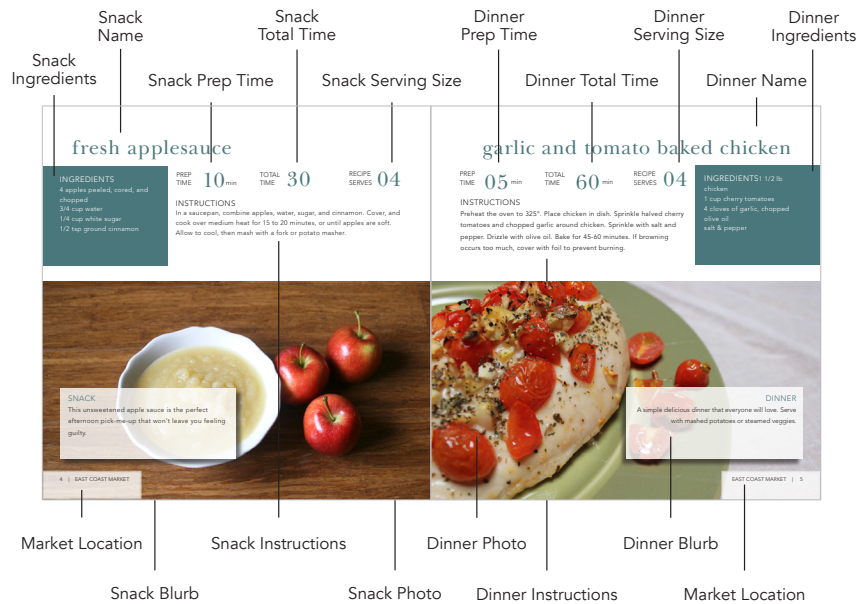 Snack
Name
Snack
Total Time
Dinner
Prep Time
Dinner
Serving Size
Dinner
Ingredients
Snack
Ingredients
Snack Prep Time
Snack Serving Size
Dinner Total Time
Dinner Name
fresh applesauce
INGREDIENTS
4 apples peeled, cored, and
chopped
3/4 cup water
1/4 cup white sugar
1/2 tsp ground cinnamon
PREP
TIME 10 min
TOTAL
TIME 30
RECIPE
SERVES 04
INSTRUCTIONS
In a saucepan, combine apples, water, sugar, and cinnamon. Cover, and
cook over medium heat for 15 to 20 minutes, or until apples are soft.
Allow to cool, then mash with a fork or potato masher.
SNACK
This unsweetened apple sauce is the perfect
afternoon pick-me-up that won't leave you feeling
guilty.
4 | EAST COAST MARKET
garlic and tomato baked chicken
PREP
TIME 05 min
TOTAL
TIME 60 min
RECIPE
SERVES 04
INSTRUCTIONS
Preheat the oven to 325°. Place chicken in dish. Sprinkle halved cherry
tomatoes and chopped garlic around chicken. Sprinkle with salt and
pepper. Drizzle with olive oil. Bake for 45-60 minutes. If browning
occurs too much, cover with foil to prevent burning.
INGREDIENTS1 1/2 lb
chicken
1 cup cherry tomatoes
4 cloves of garlic, chopped
olive oil
salt & pepper
DINNER
A simple delicious dinner that everyone will love. Serve
with mashed potatoes or steamed veggies.
EAST COAST MARKET | 5
Market Location
Snack Instructions
Dinner Photo
Dinner Blurb
Snack Blurb
Snack Photo
Dinner Instructions
Market Location